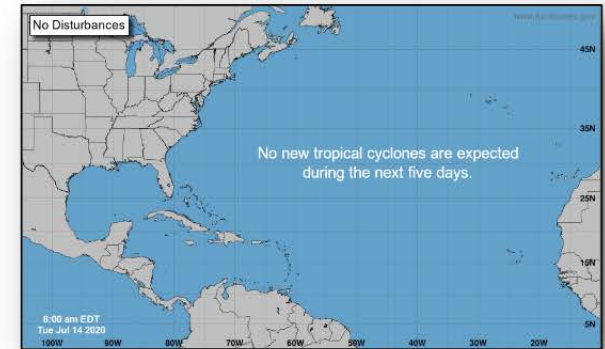 No Disturbances
45N
35N
No new tropical cyclones are expected
during the next five days.
25N
15N
8:00 am EDT
Tue Jul 14 2020
5N
100W 90W 80W 70W 60W 50W 40W 30W 20W